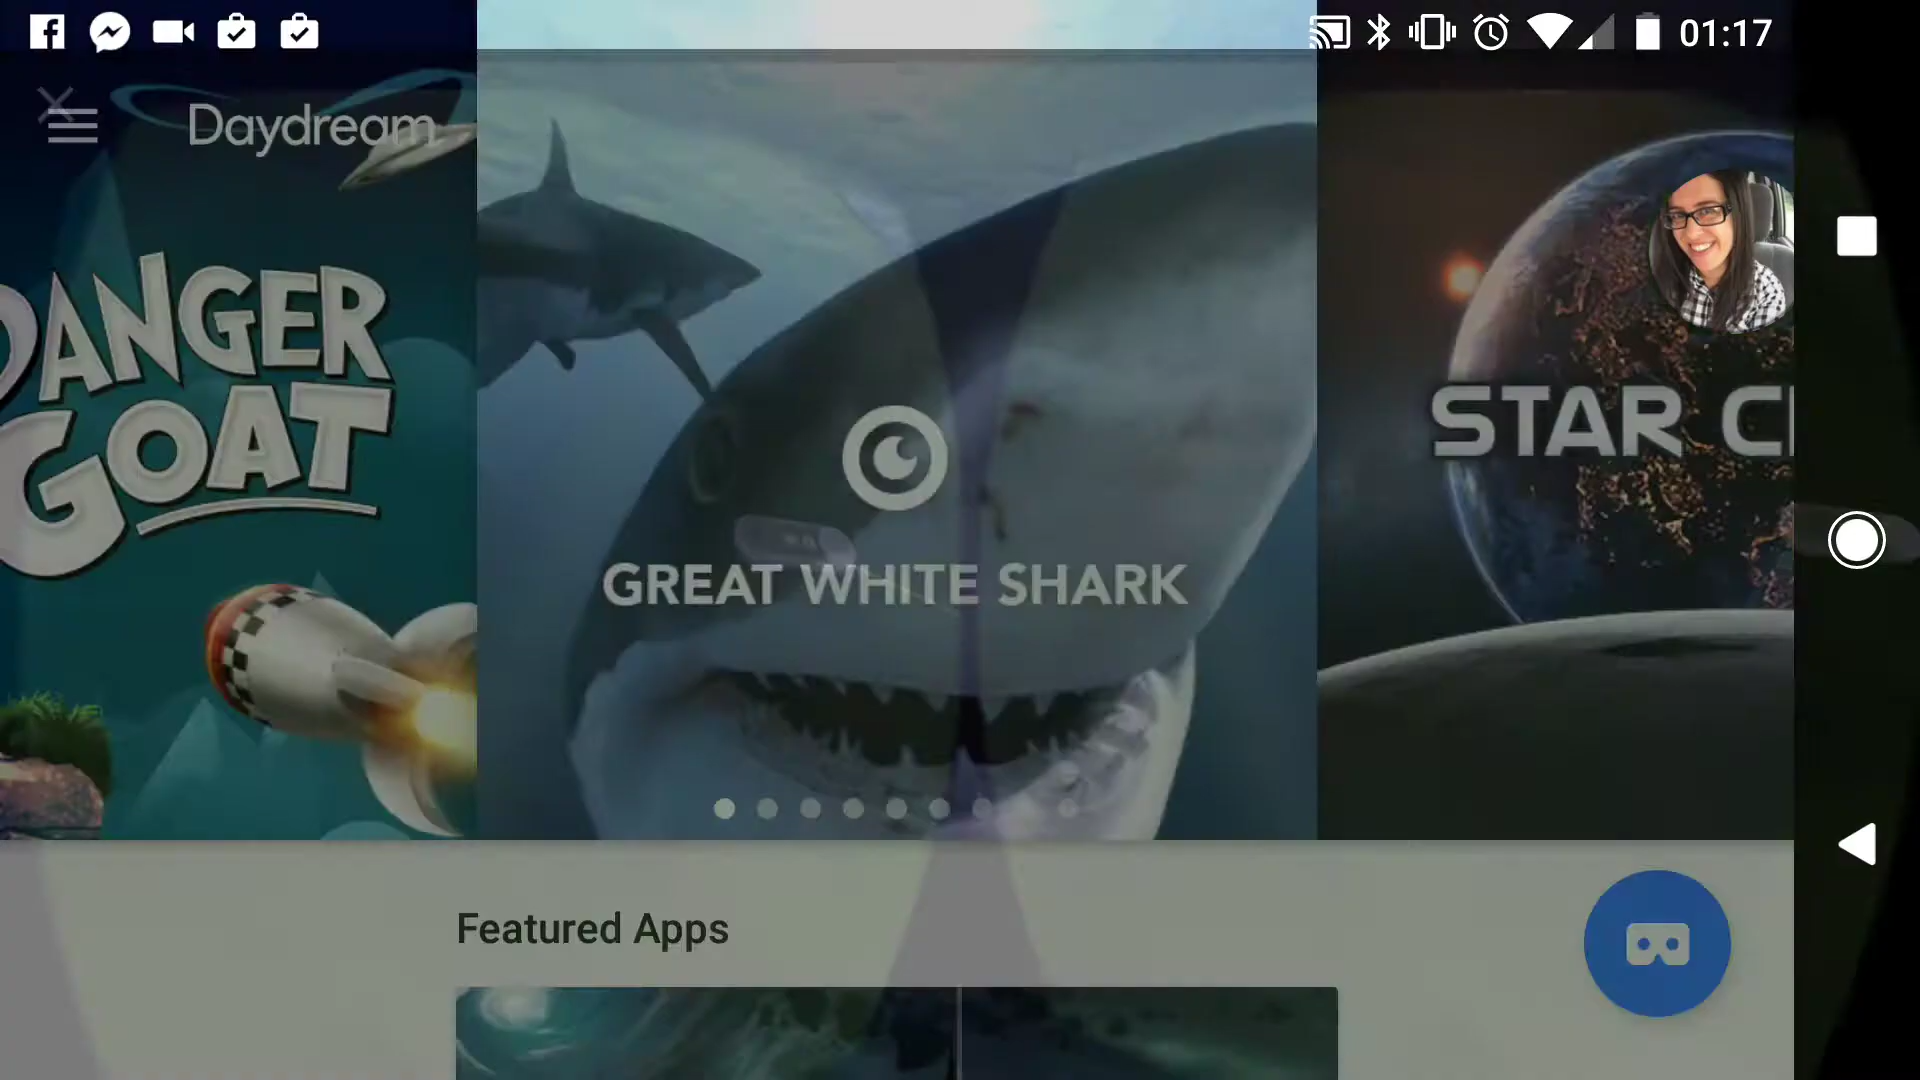 01:17
Daydream
DANGER
GOAT
GREAT WHITE SHARK
STAR
Featured Apps